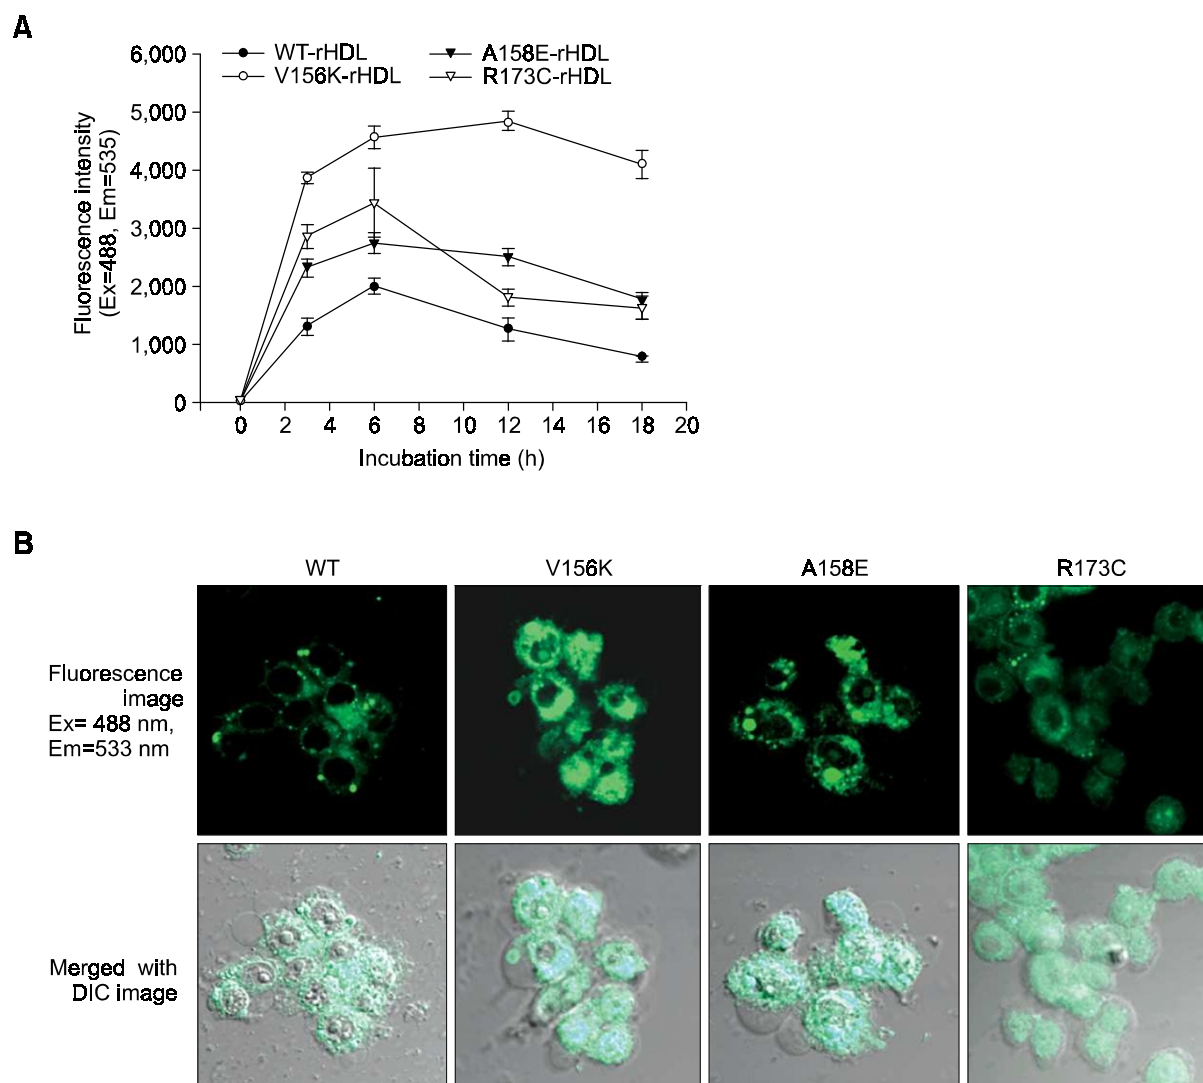 A
WT-rHDL
A158E-rHDL
V156K-rHDL
R173C-rHDL
Fluorescence intensity
(Ex=488, Em=535)
6,000
5,000
4,000
3,000
2,000
1,000
0
0 2 4 6 8 10 12 14 16 18 20
Incubation time (h)
B
WT V156K A158E R173C
Fluorescence
image
Ex= 488 nm,
Em=533 nm
Merged with
DIC image